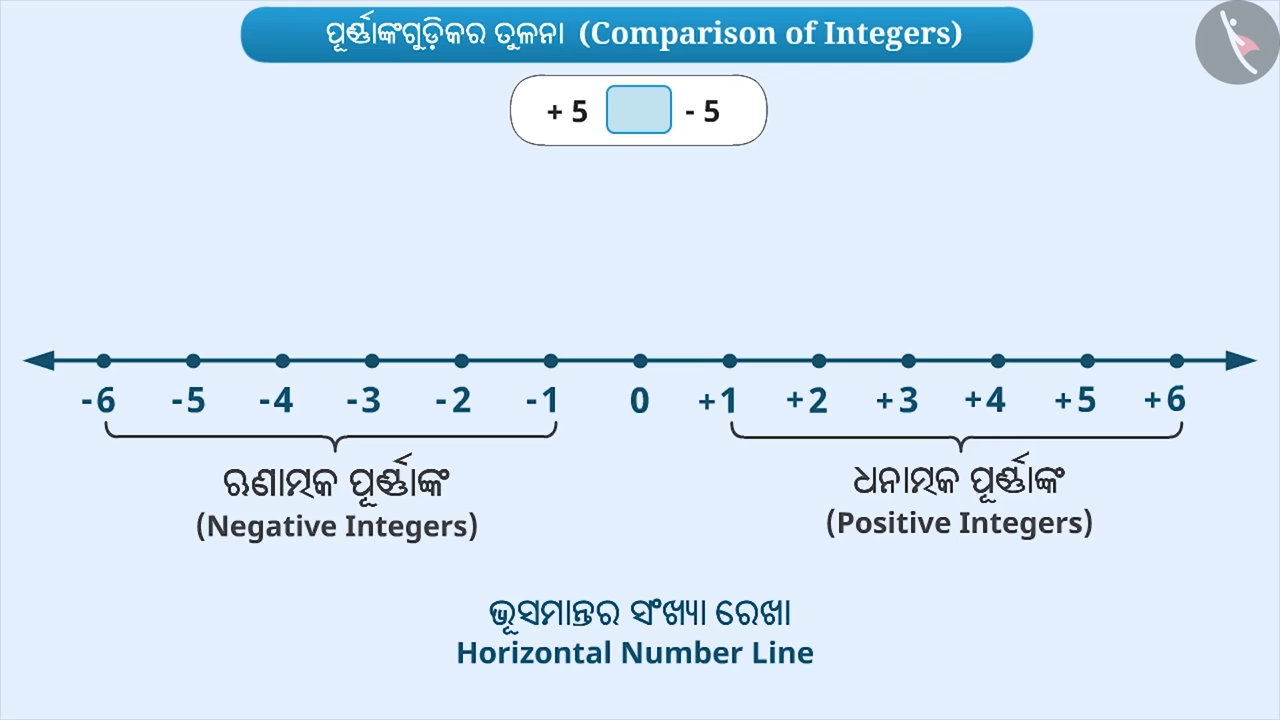 ପୂର୍ଣ୍ଣାଙ୍କଗୁଡ଼ିକର ତୁଳନା (Comparison of Integers)
+ 5 - 5
-6 -5 -4 -3 -2 -1 0 +1 +2 +3 +4 +5 +6
ଋଣାତ୍ମକ ପୂର୍ଣ୍ଣାଙ୍କ
(Negative Integers)
ଧନାତ୍ମକ ପୂର୍ଣ୍ଣାଙ୍କ
(Positive Integers)
ଭୂସମାନ୍ତର ସଂଖ୍ୟା ରେଖା
Horizontal Number Line